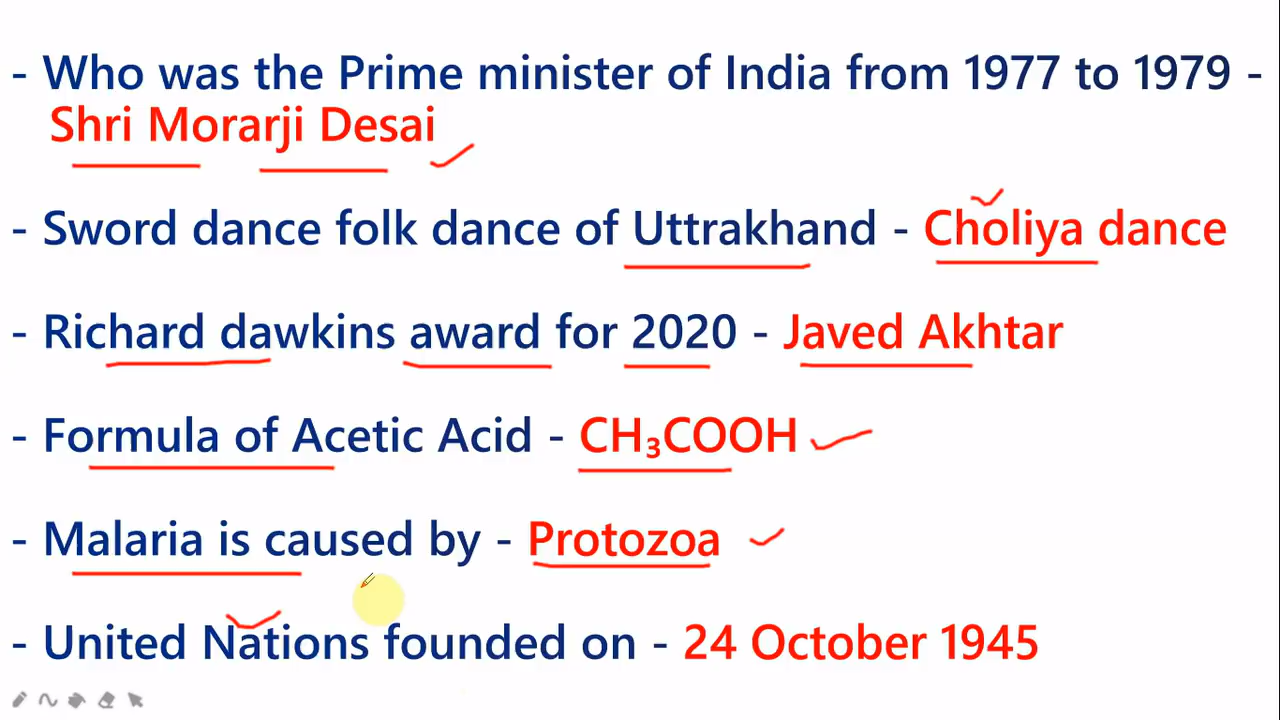 - Who was the Prime minister of India from 1977 to 1979 -
Shri Morarji Desai
- Sword dance folk dance of Uttrakhand - Choliya dance
- Richard dawkins award for 2020 - Javed Akhtar
- Formula of Acetic Acid - CH₃COOH
- Malaria is caused by - Protozoa
- United Nations founded on - 24 October 1945